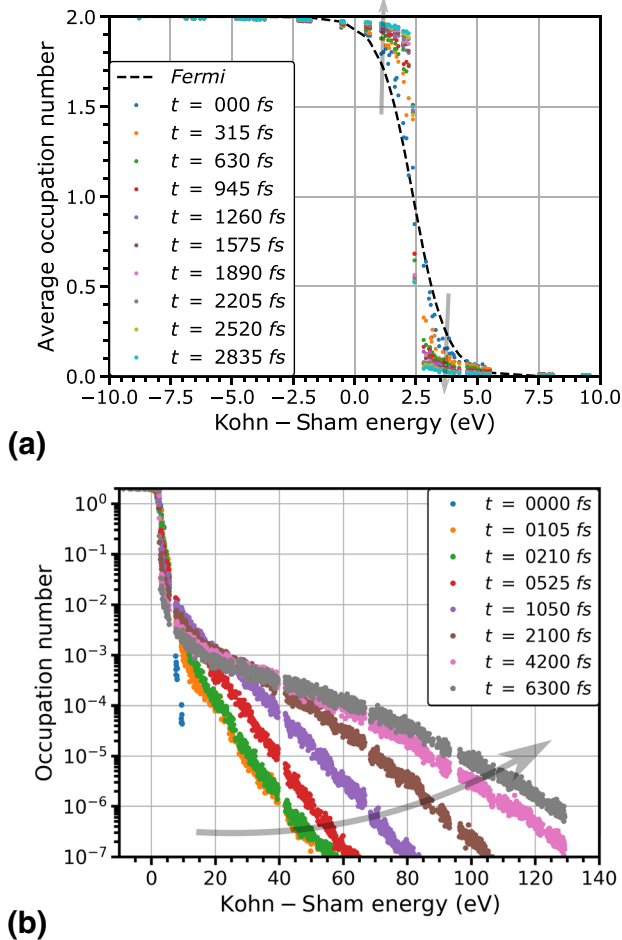 2.0
1.5
1.0
0.5
0.0
Average occupation number
Fermi
t = 000 fs
t = 315 fs
t = 630 fs
t = 945 fs
t = 1260 fs
t = 1575 fs
t = 1890 fs
t = 2205 fs
t = 2520 fs
t = 2835 fs
−10.0 −7.5 −5.0 −2.5 0.0 2.5 5.0 7.5 10.0
Kohn − Sham energy (eV)
(a)
10⁰
10⁻¹
10⁻²
10⁻³
10⁻⁴
10⁻⁵
10⁻⁶
10⁻⁷
Occupation number
t = 0000 fs
t = 0105 fs
t = 0210 fs
t = 0525 fs
t = 1050 fs
t = 2100 fs
t = 4200 fs
t = 6300 fs
0 20 40 60 80 100 120 140
Kohn − Sham energy (eV)
(b)